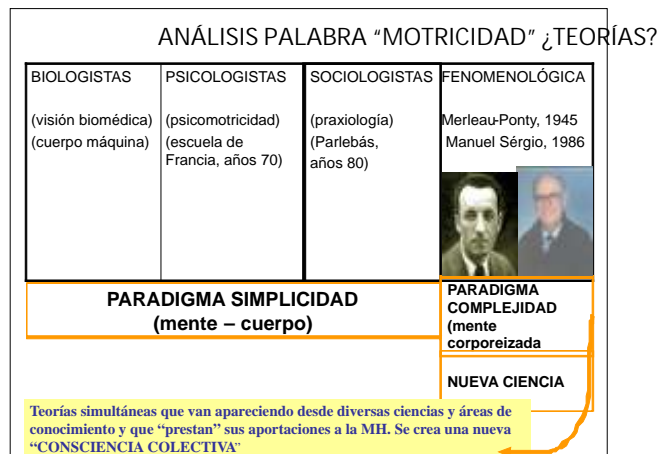 ANÁLISIS PALABRA “MOTRICIDAD” ¿TEORÍAS?
BIOLOGISTAS
(visión biomédica)
(cuerpo máquina)
PSICOLOGISTAS
(psicomotricidad)
(escuela de
Francia, años 70)
SOCIOLOGISTAS
(praxiología)
(Parlebás,
años 80)
FENOMENOLÓGICA
Merleau-Ponty, 1945
Manuel Sérgio, 1986
PARADIGMA SIMPLICIDAD
(mente – cuerpo)
PARADIGMA
COMPLEJIDAD
(mente
corporeizada
NUEVA CIENCIA
Teorías simultáneas que van apareciendo desde diversas ciencias y áreas de
conocimiento y que “prestan” sus aportaciones a la MH. Se crea una nueva
“CONSCIENCIA COLECTIVA”